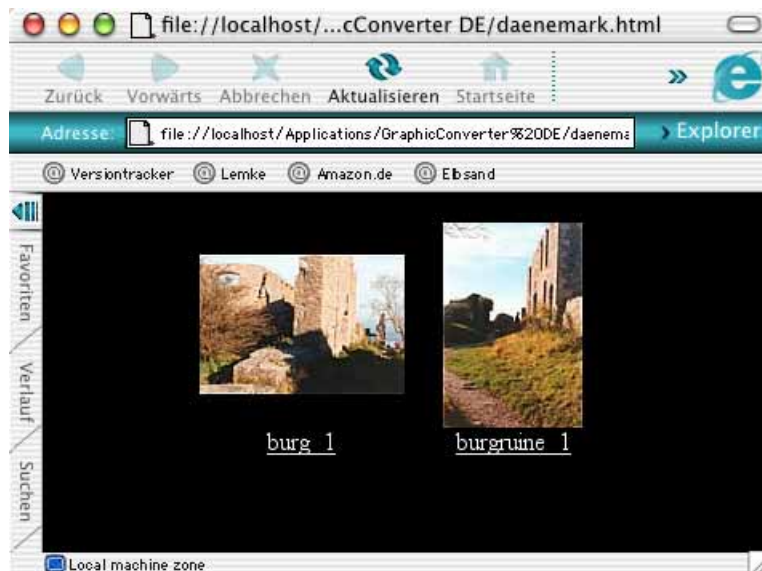 file://localhost/...cConverter DE/daenemark.html
Zurück Vorwärts Abbrechen Aktualisieren Startseite »
Adresse: file://localhost/Applications/GraphicConverter%20DE/daenema › Explorer
@ Versiontracker @ Lemke @ Amazon.de @ Elbsand
Favoriten
Verlauf
Suchen
burg_1 burgruine_1
Local machine zone